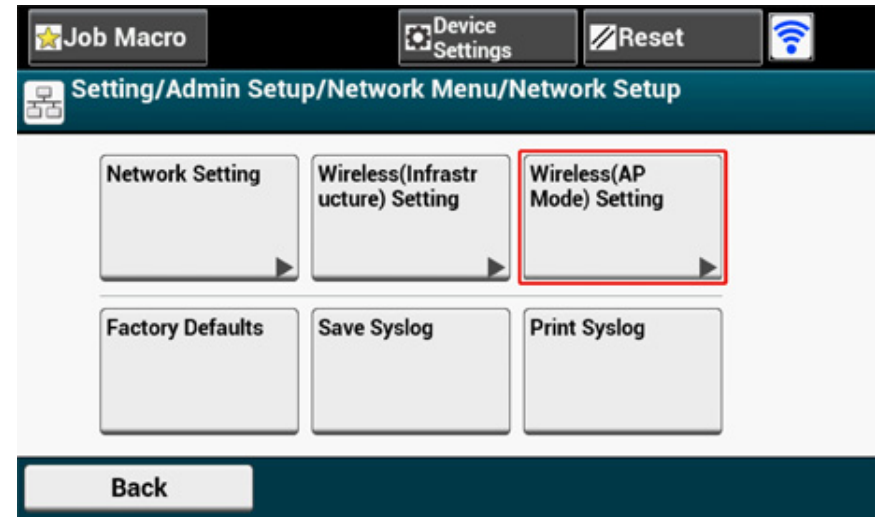 Job Macro
Device
Settings
Reset
Setting/Admin Setup/Network Menu/Network Setup
Network Setting
Wireless(Infrastr
ucture) Setting
Wireless(AP
Mode) Setting
Factory Defaults
Save Syslog
Print Syslog
Back